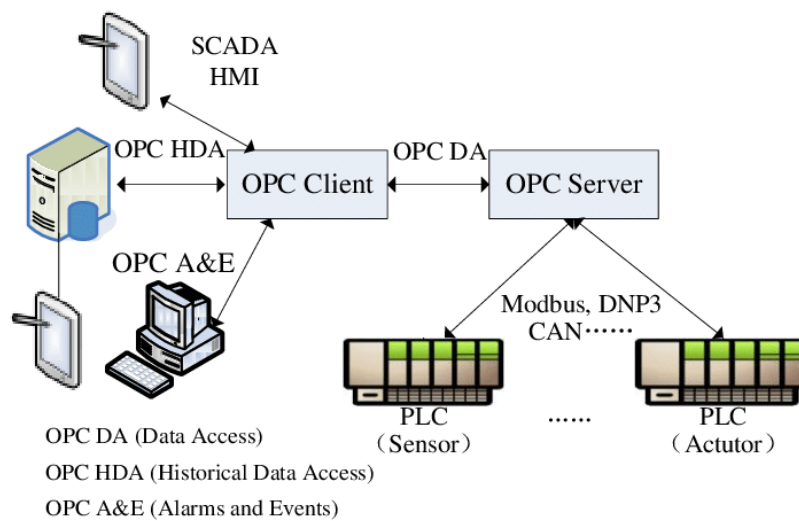 SCADA
HMI
OPC HDA
OPC Client
OPC DA
OPC Server
OPC A&E
Modbus, DNP3
CAN……
PLC
（Sensor）
……
PLC
（Actutor）
OPC DA (Data Access)
OPC HDA (Historical Data Access)
OPC A&E (Alarms and Events)